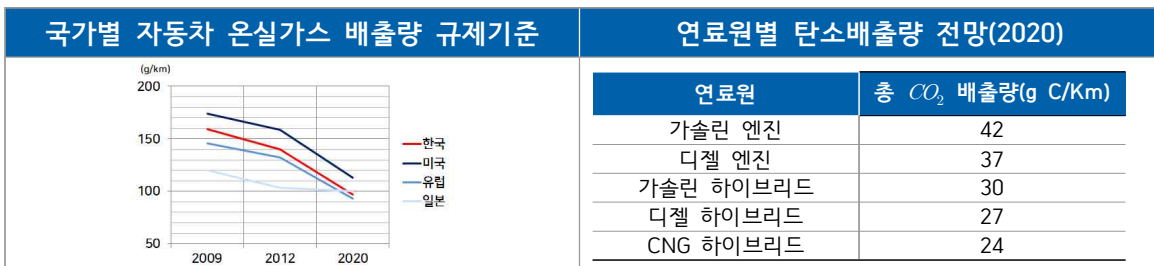 국가별 자동차 온실가스 배출량 규제기준
(g/km)
200
150
100
50
2009 2012 2020
한국
미국
유럽
일본
연료원별 탄소배출량 전망(2020)
연료원 총 CO₂ 배출량(g C/Km)
가솔린 엔진 42
디젤 엔진 37
가솔린 하이브리드 30
디젤 하이브리드 27
CNG 하이브리드 24